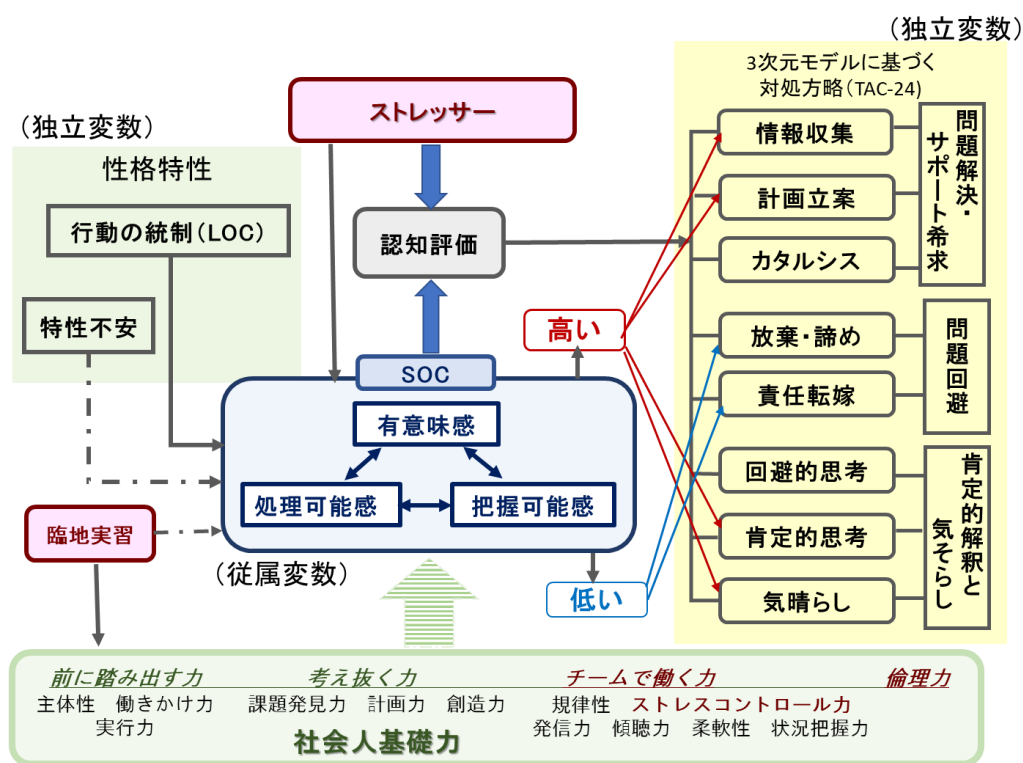 （独立変数）
3次元モデルに基づく
対処方略（TAC-24）
ストレッサー
（独立変数）
性格特性
行動の統制（LOC）
特性不安
認知評価
情報収集
計画立案
カタルシス
問題解決・
サポート希求
高い
放棄・諦め
責任転嫁
問題回避
SOC
有意味感
処理可能感
把握可能感
回避的思考
肯定的思考
気晴らし
肯定的解釈と
気そらし
臨地実習
（従属変数）
低い
前に踏み出す力
主体性 働きかけ力
実行力
考え抜く力
課題発見力 計画力 創造力
チームで働く力
規律性 ストレスコントロール力
発信力 傾聴力 柔軟性 状況把握力
倫理力
社会人基礎力